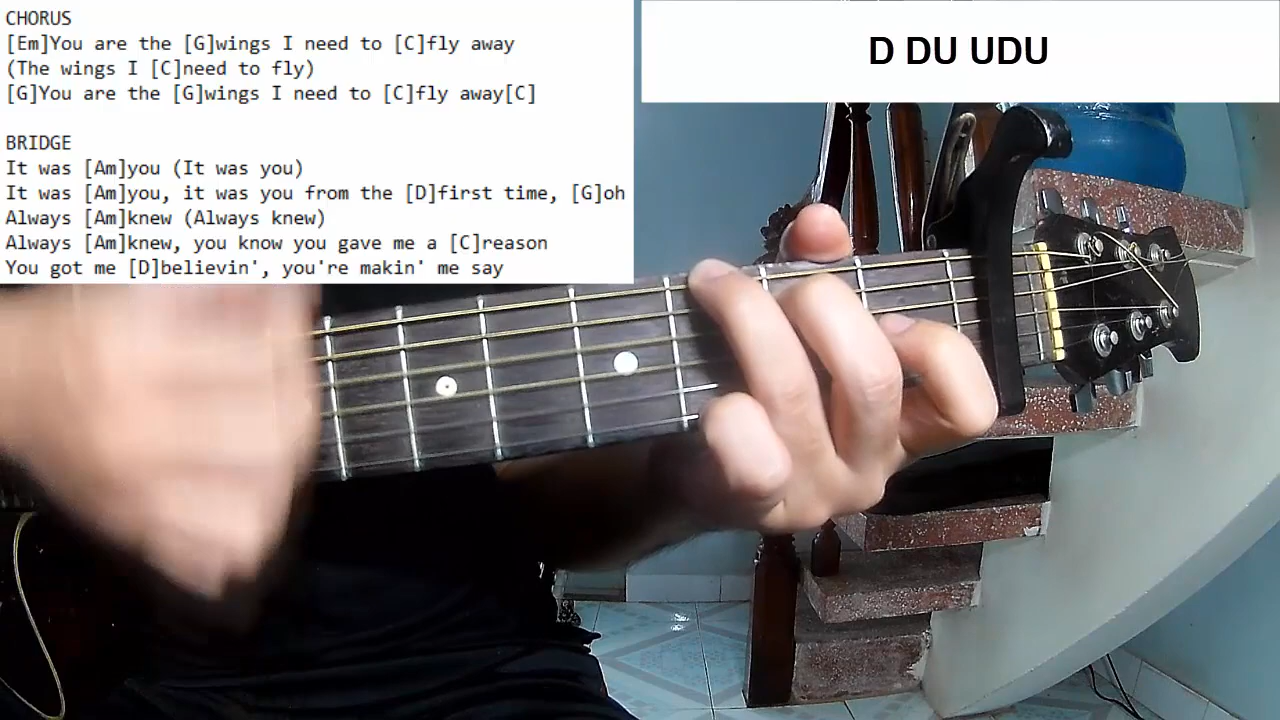 CHORUS
[Em]You are the [G]wings I need to [C]fly away
(The wings I [C]need to fly)
[G]You are the [G]wings I need to [C]fly away[C]
BRIDGE
It was [Am]you (It was you)
It was [Am]you, it was you from the [D]first time, [G]oh
Always [Am]knew (Always knew)
Always [Am]knew, you know you gave me a [C]reason
You got me [D]believin', you're makin' me say
D DU UDU